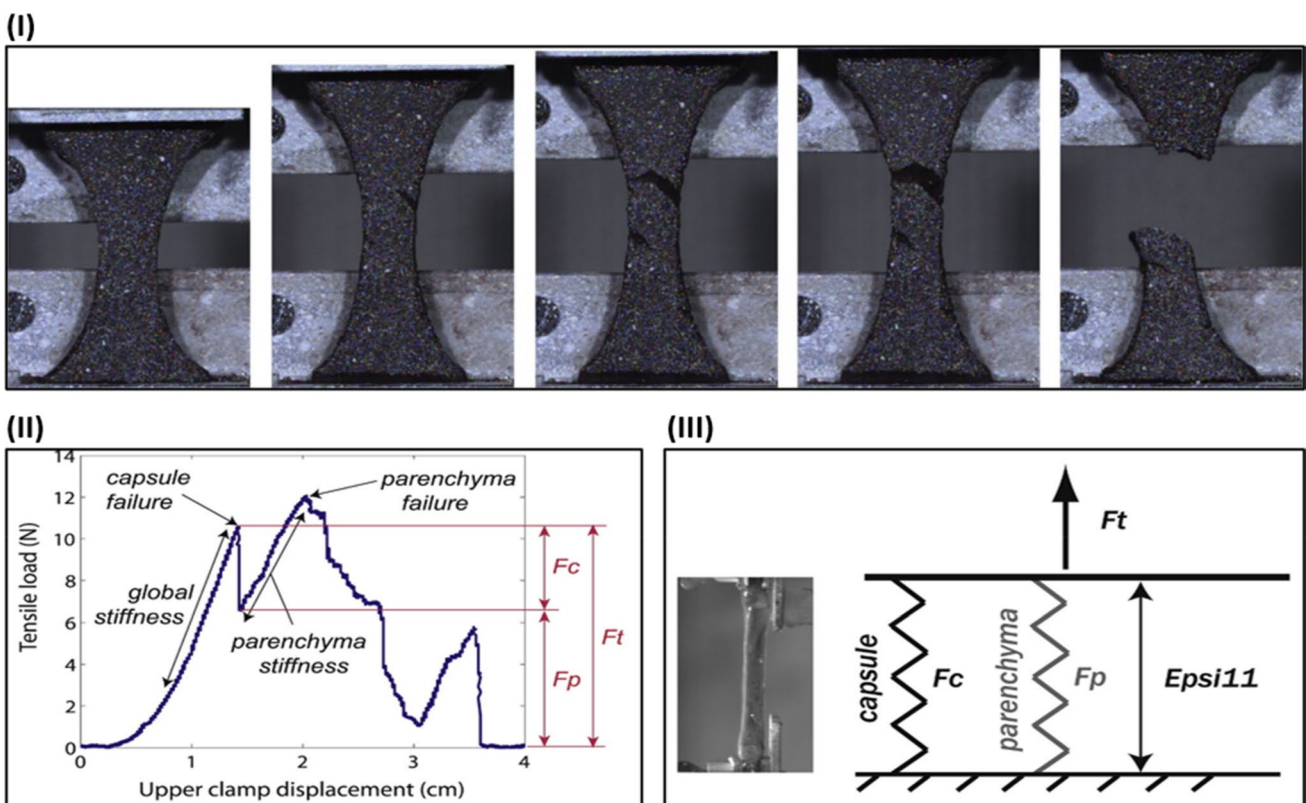 (I)
(II)
14
12
10
8
6
4
2
0
0
1
2
3
4
Tensile load (N)
Upper clamp displacement (cm)
capsule
failure
parenchyma
failure
global
stiffness
parenchyma
stiffness
Fc
Fp
Ft
(III)
Ft
capsule
Fc
parenchyma
Fp
Epsi11